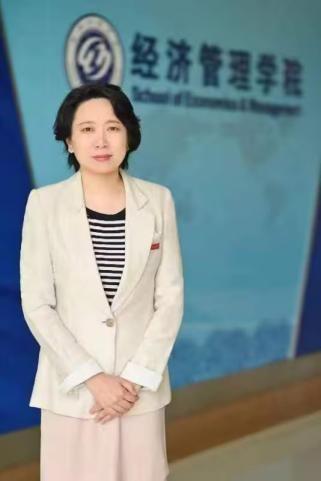 经济管理学院
School of Economics & Management